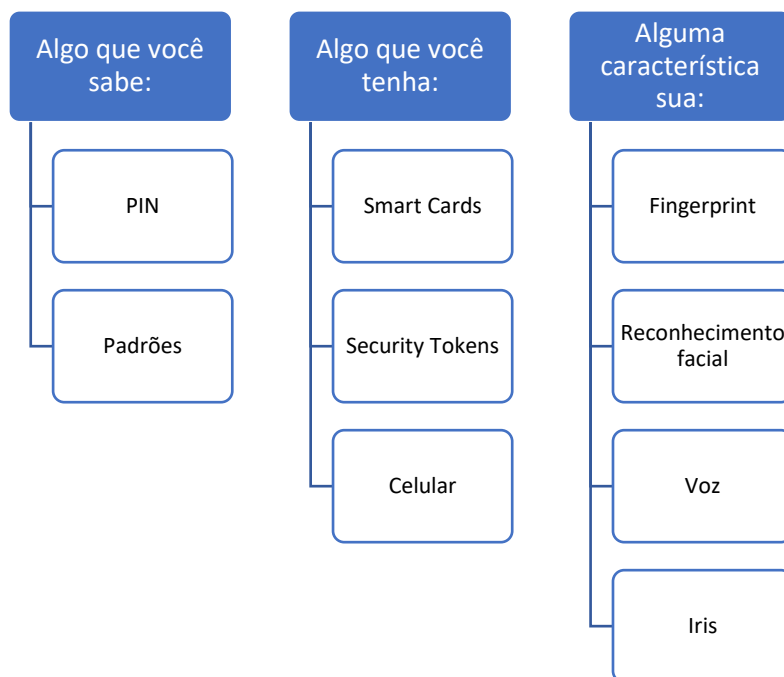 Algo que você
sabe:
PIN
Padrões
Algo que você
tenha:
Smart Cards
Security Tokens
Celular
Alguma
característica
sua:
Fingerprint
Reconhecimento
facial
Voz
Iris